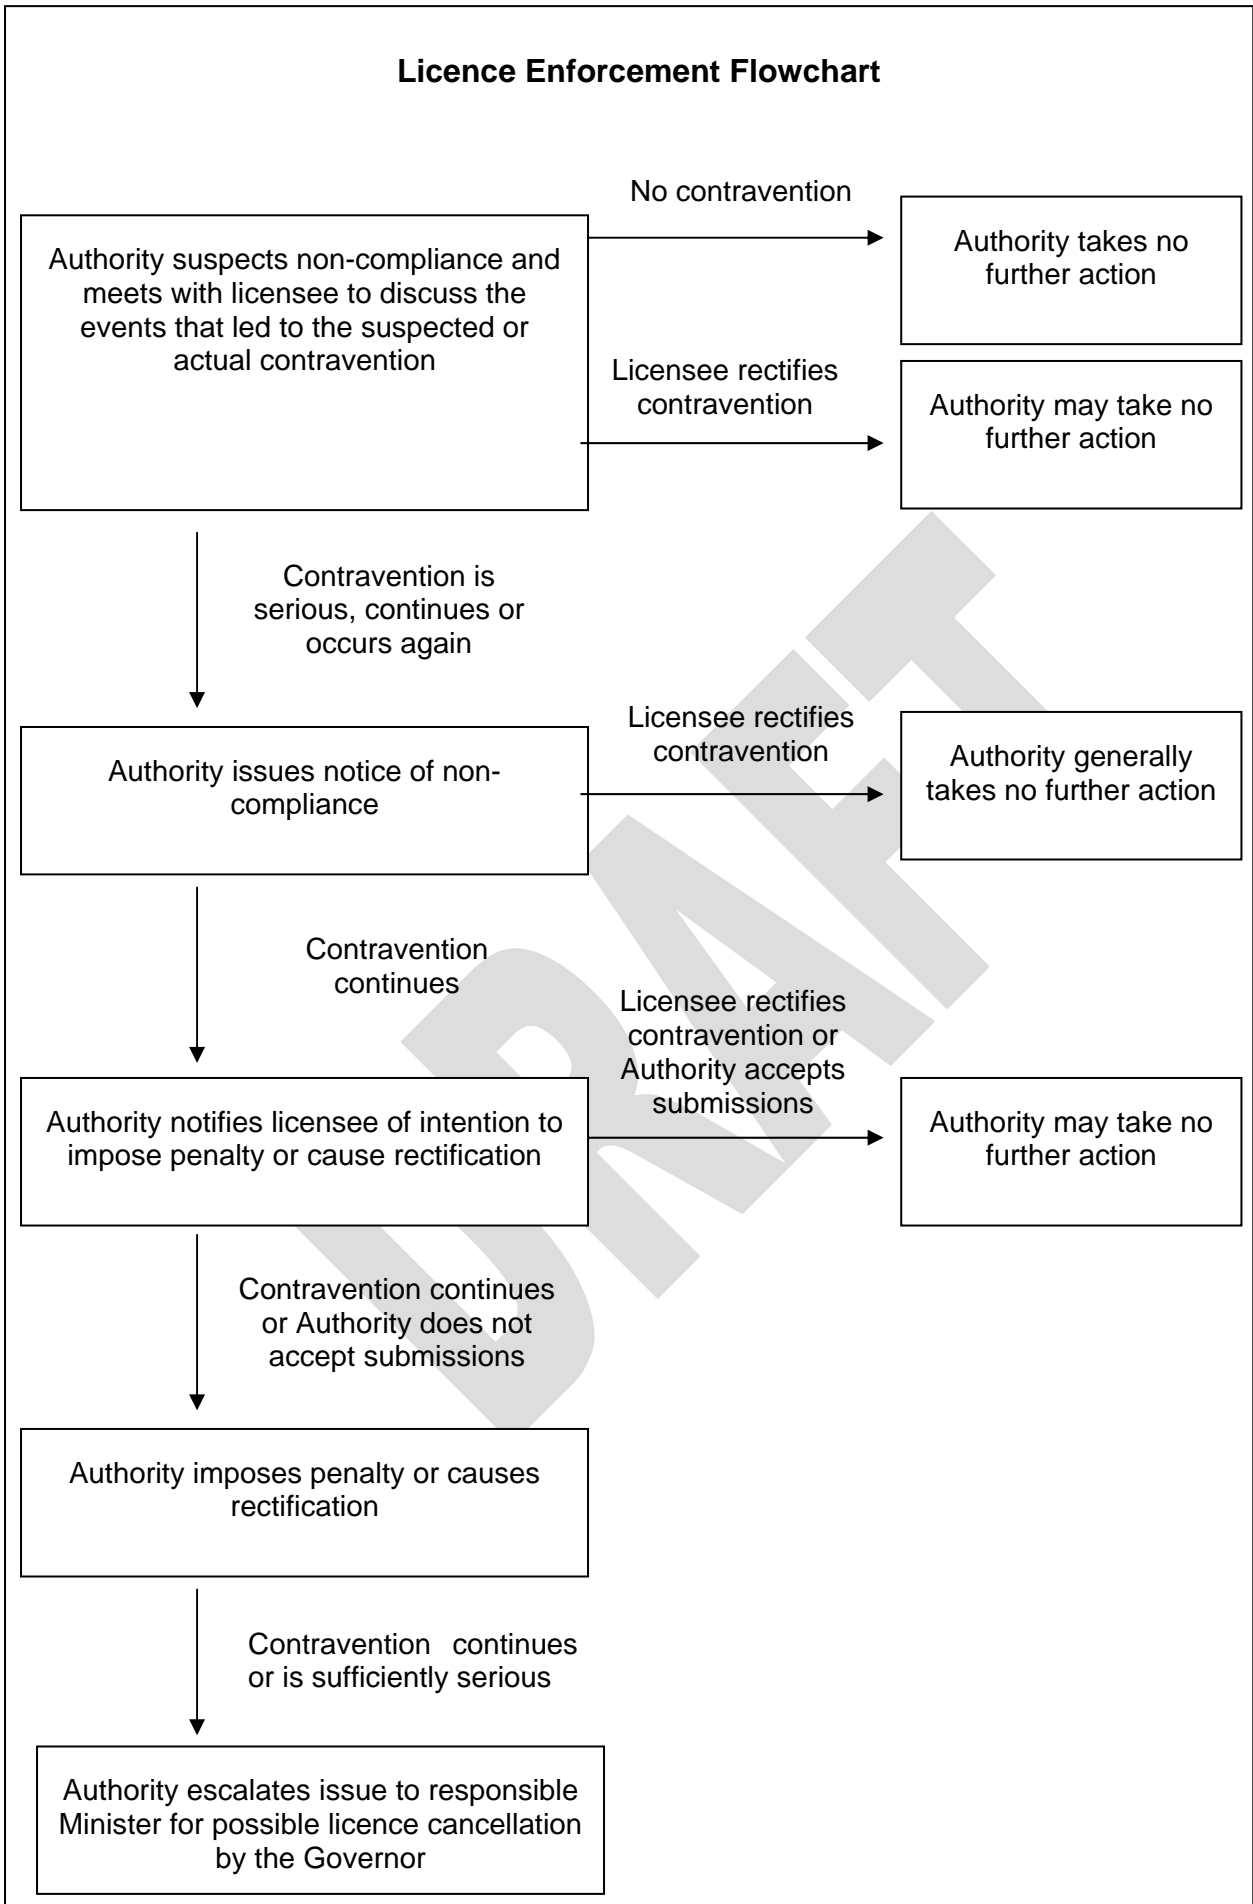 Licence Enforcement Flowchart
No contravention
Authority suspects non-compliance and
meets with licensee to discuss the
events that led to the suspected or
actual contravention
Authority takes no
further action
Licensee rectifies
contravention
Authority may take no
further action
Contravention is
serious, continues or
occurs again
Authority issues notice of non-
compliance
Licensee rectifies
contravention
Authority generally
takes no further action
Contravention
continues
Licensee rectifies
contravention or
Authority accepts
submissions
Authority notifies licensee of intention to
impose penalty or cause rectification
Authority may take no
further action
Contravention continues
or Authority does not
accept submissions
Authority imposes penalty or causes
rectification
Contravention continues
or is sufficiently serious
Authority escalates issue to responsible
Minister for possible licence cancellation
by the Governor
DRAFT